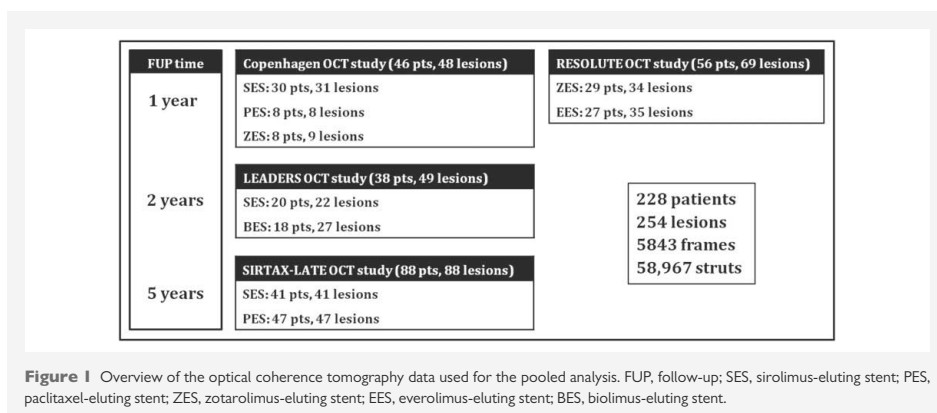 FUP time
1 year
2 years
5 years
Copenhagen OCT study (46 pts, 48 lesions)
SES: 30 pts, 31 lesions
PES: 8 pts, 8 lesions
ZES: 8 pts, 9 lesions
RESOLUTE OCT study (56 pts, 69 lesions)
ZES: 29 pts, 34 lesions
EES: 27 pts, 35 lesions
LEADERS OCT study (38 pts, 49 lesions)
SES: 20 pts, 22 lesions
BES: 18 pts, 27 lesions
SIRTAX-LATE OCT study (88 pts, 88 lesions)
SES: 41 pts, 41 lesions
PES: 47 pts, 47 lesions
228 patients
254 lesions
5843 frames
58,967 struts
Figure 1 Overview of the optical coherence tomography data used for the pooled analysis. FUP, follow-up; SES, sirolimus-eluting stent; PES,
paclitaxel-eluting stent; ZES, zotarolimus-eluting stent; EES, everolimus-eluting stent; BES, biolimus-eluting stent.